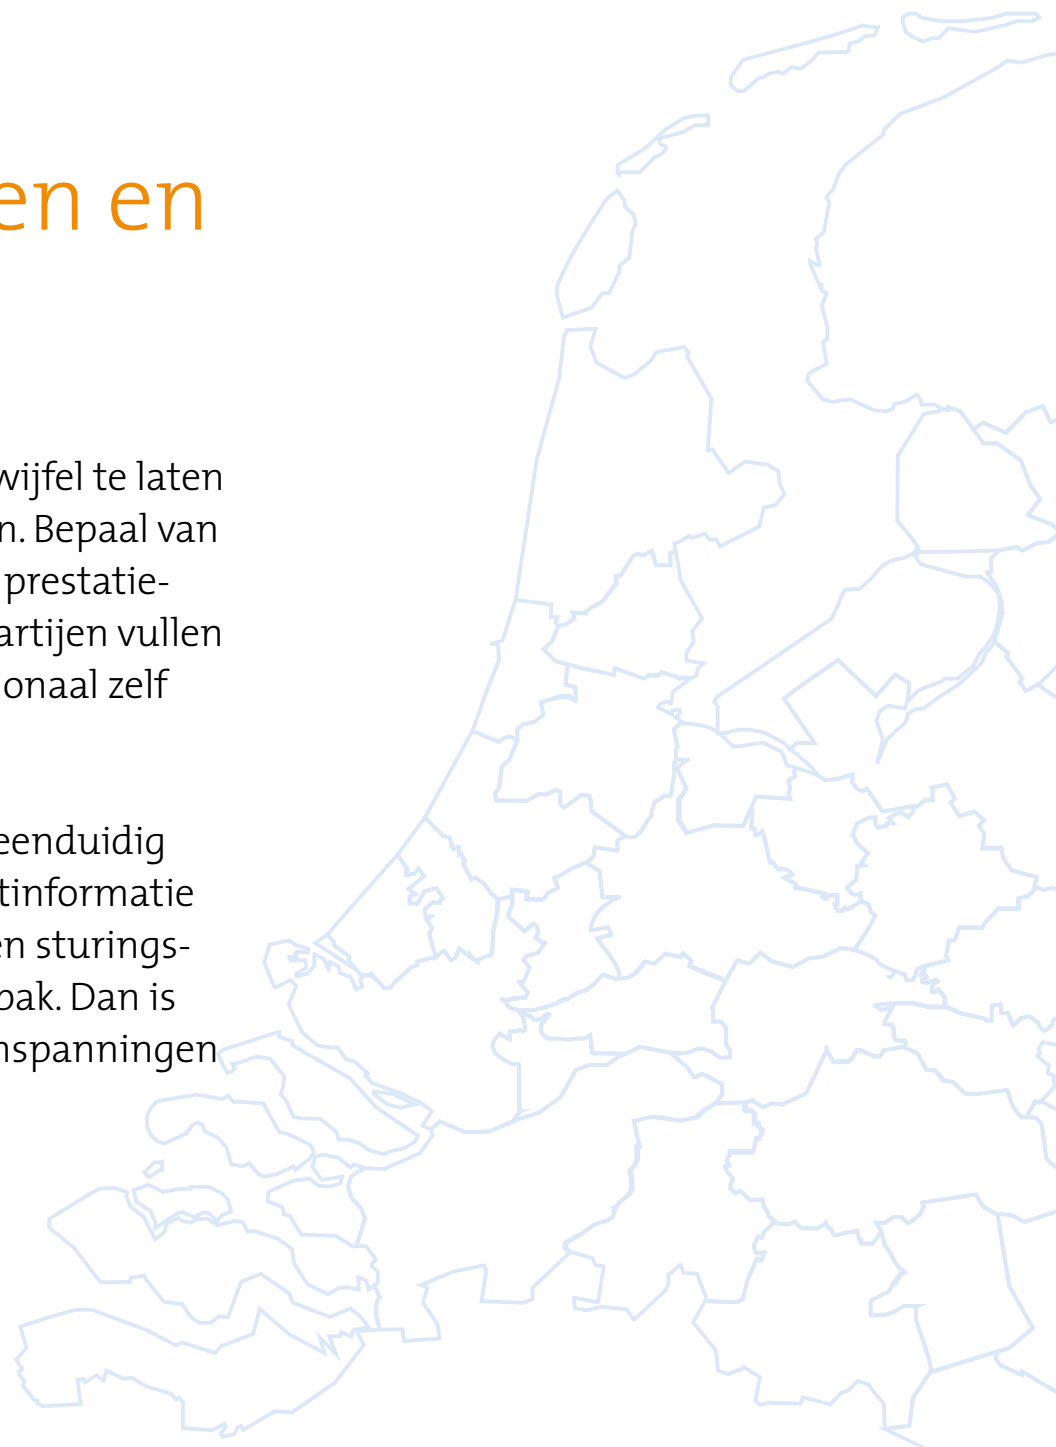 en en
wijfel te laten
n. Bepaal van
prestatie-
artijen vullen
onaal zelf
eenduidig
tinformatie
en sturings-
oak. Dan is
nspanningen